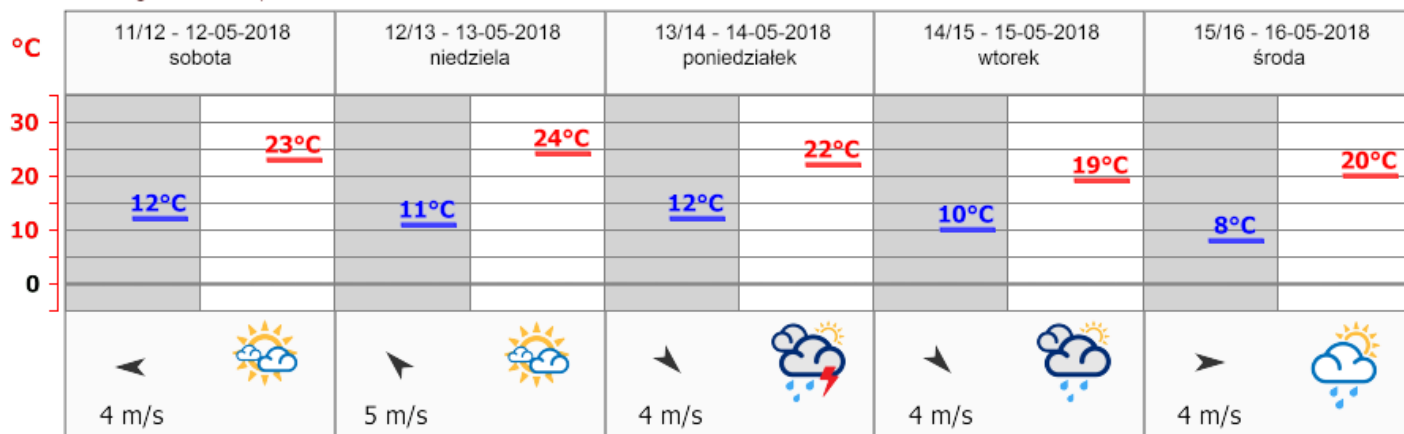 11/12 - 12-05-2018
sobota
12/13 - 13-05-2018
niedziela
13/14 - 14-05-2018
poniedziałek
14/15 - 15-05-2018
wtorek
15/16 - 16-05-2018
środa
°C
30
20
10
0
12°C
23°C
11°C
24°C
12°C
22°C
10°C
19°C
8°C
20°C
4 m/s
5 m/s
4 m/s
4 m/s
4 m/s